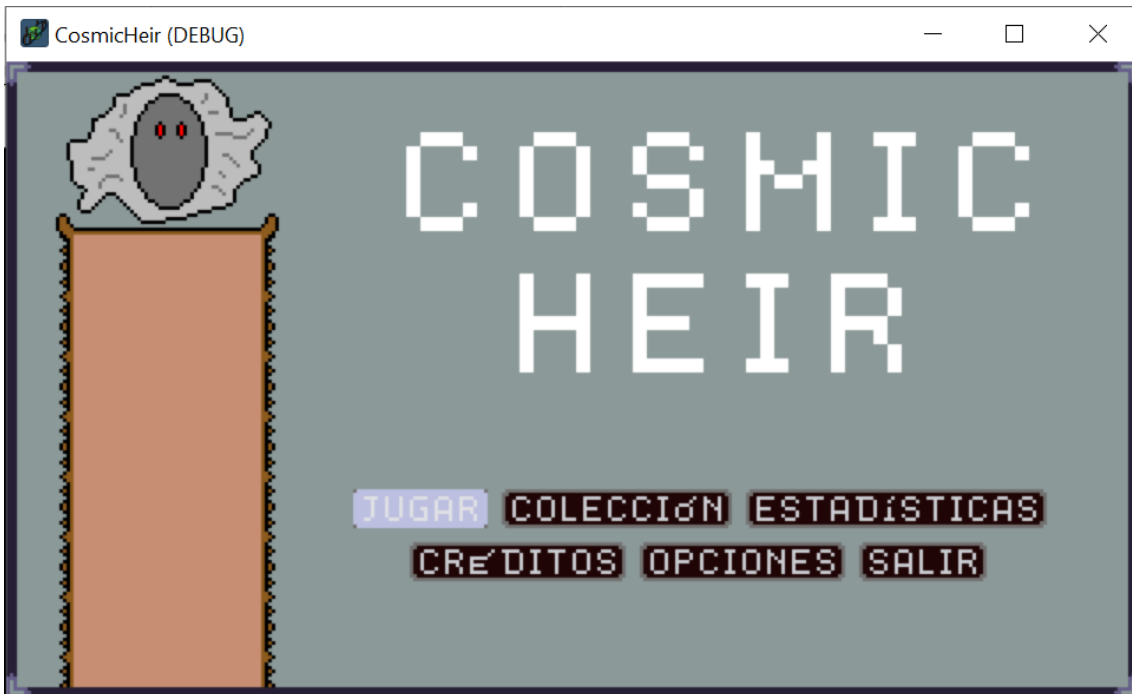 CosmicHeir (DEBUG)
COSMIC
HEIR
JUGAR COLECCIóN ESTADíSTICAS
CRéDITOS OPCIONES SALIR